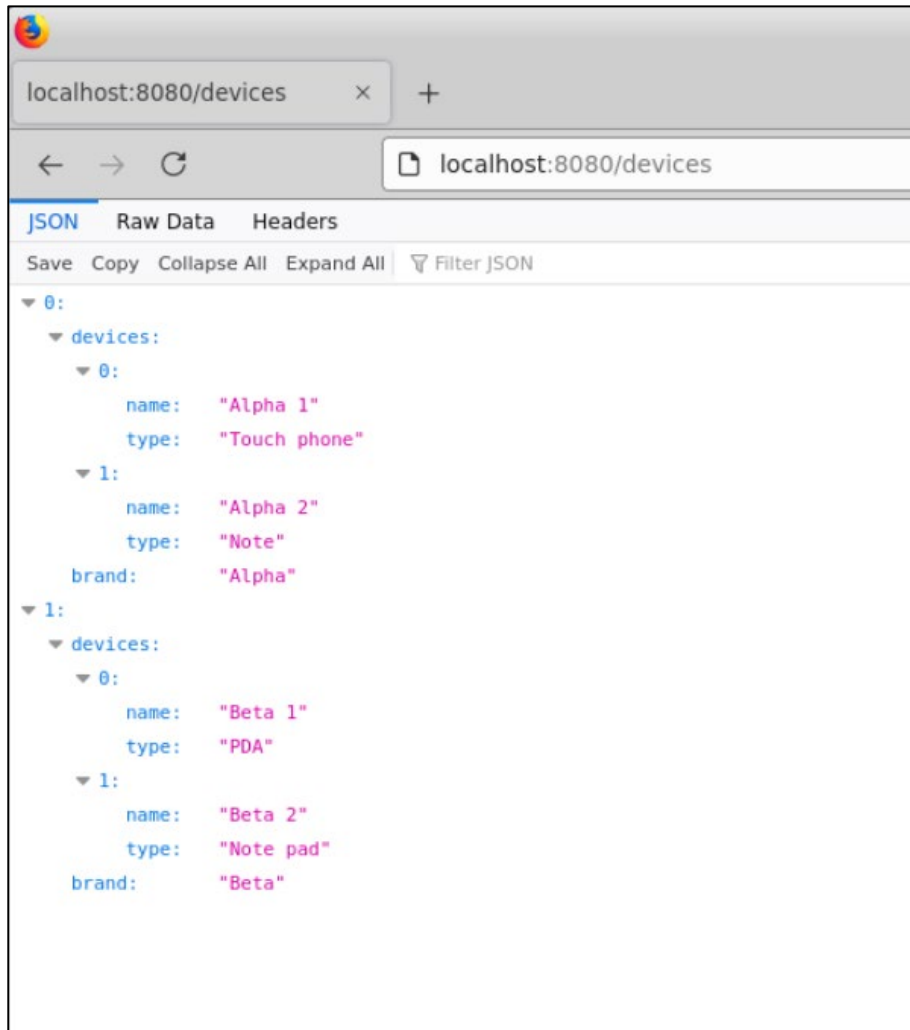 localhost:8080/devices
localhost:8080/devices
JSON Raw Data Headers
Save Copy Collapse All Expand All Filter JSON
0:
devices:
0:
name: "Alpha 1"
type: "Touch phone"
1:
name: "Alpha 2"
type: "Note"
brand: "Alpha"
1:
devices:
0:
name: "Beta 1"
type: "PDA"
1:
name: "Beta 2"
type: "Note pad"
brand: "Beta"